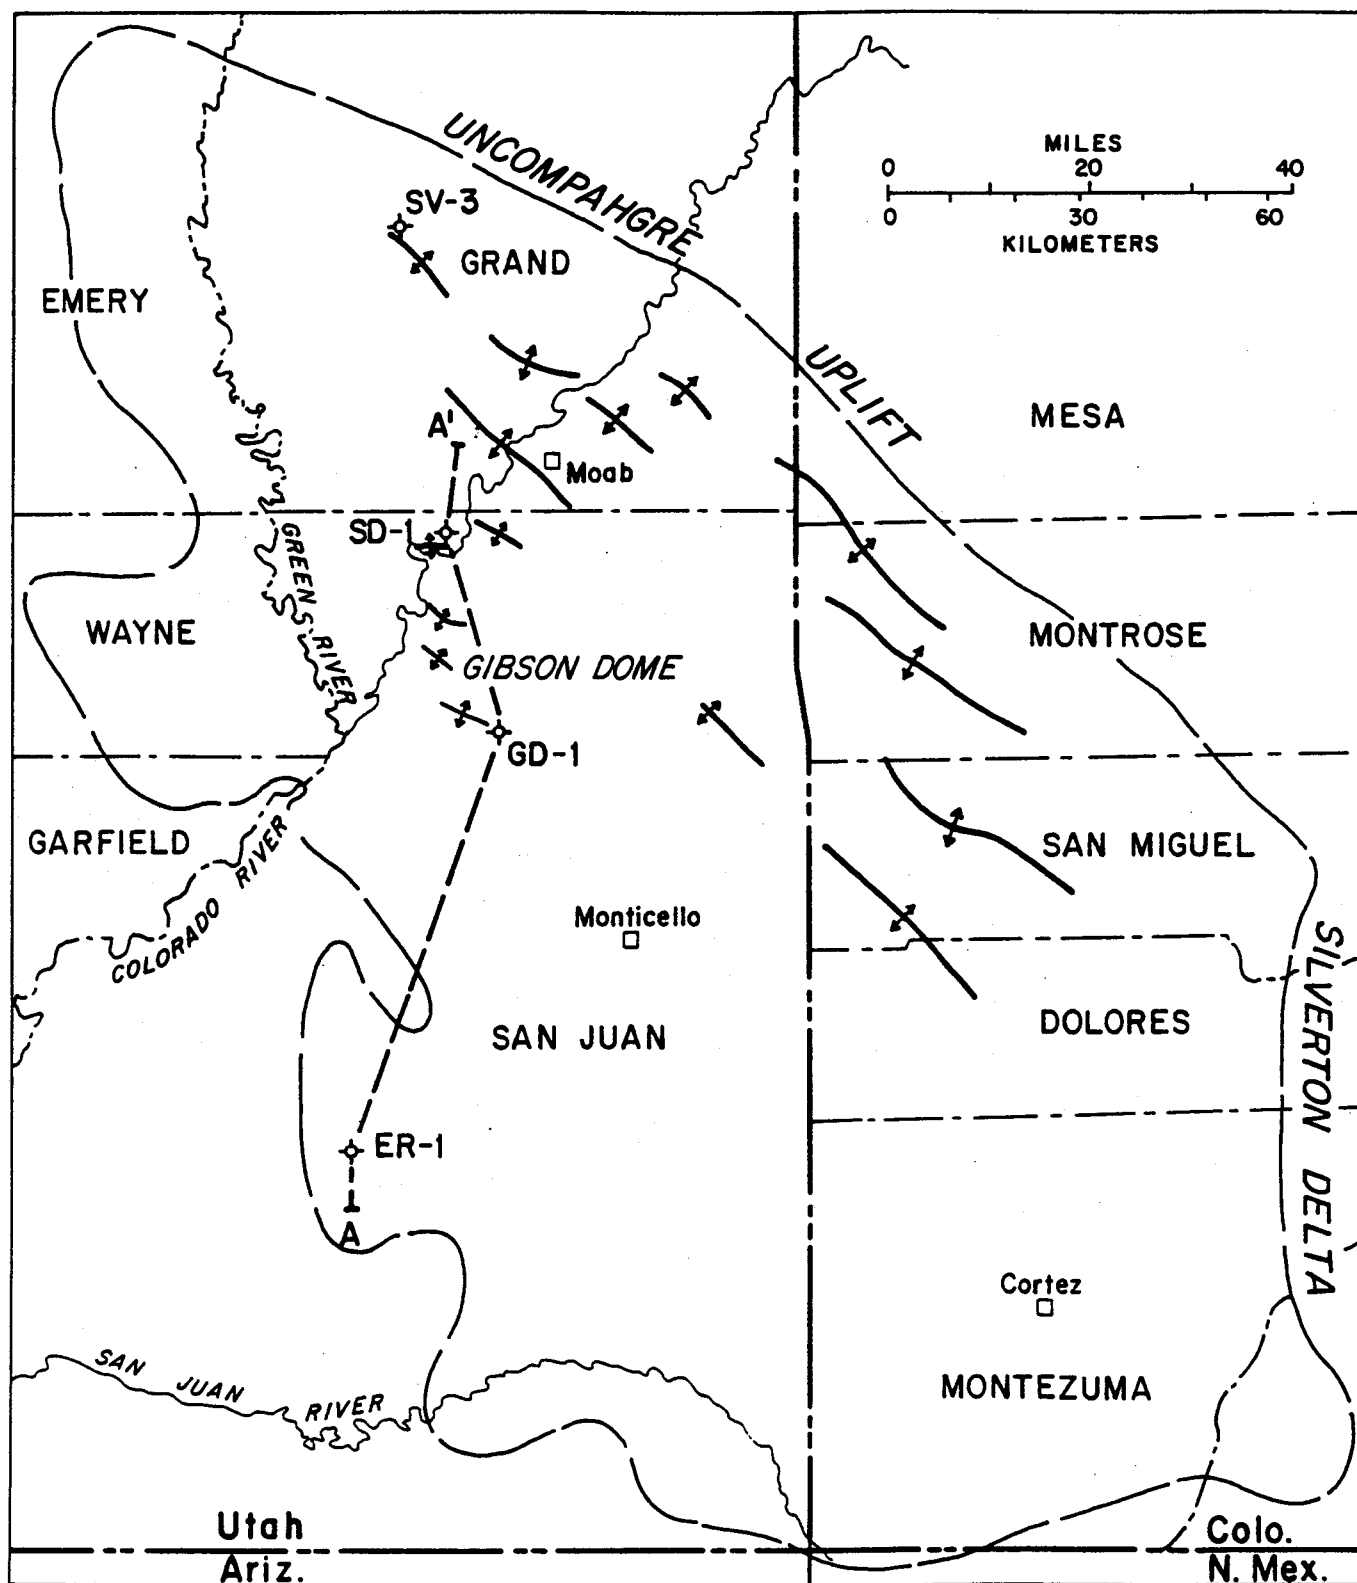 MILES
0 20 40
0 30 60
KILOMETERS
UNCOMPAHGRE
UPLIFT
SV-3
GRAND
EMERY
MESA
A'
Moab
SD-1
GREEN
RIVER
WAYNE
GIBSON DOME
MONTROSE
GD-1
GARFIELD
COLORADO RIVER
SAN MIGUEL
Monticello
SAN JUAN
DOLORES
SILVERTON DELTA
ER-1
A
Cortez
SAN JUAN RIVER
MONTEZUMA
Utah
Colo.
Ariz.
N. Mex.